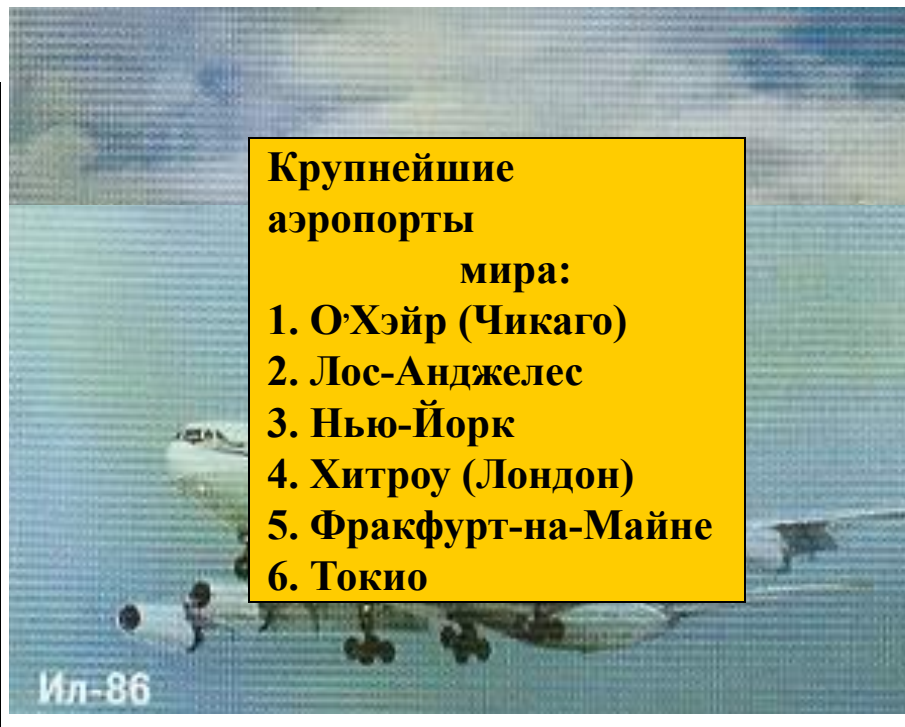 Крупнейшие
аэропорты
мира:
1. О’Хэйр (Чикаго)
2. Лос-Анджелес
3. Нью-Йорк
4. Хитроу (Лондон)
5. Фракфурт-на-Майне
6. Токио
Ил-86